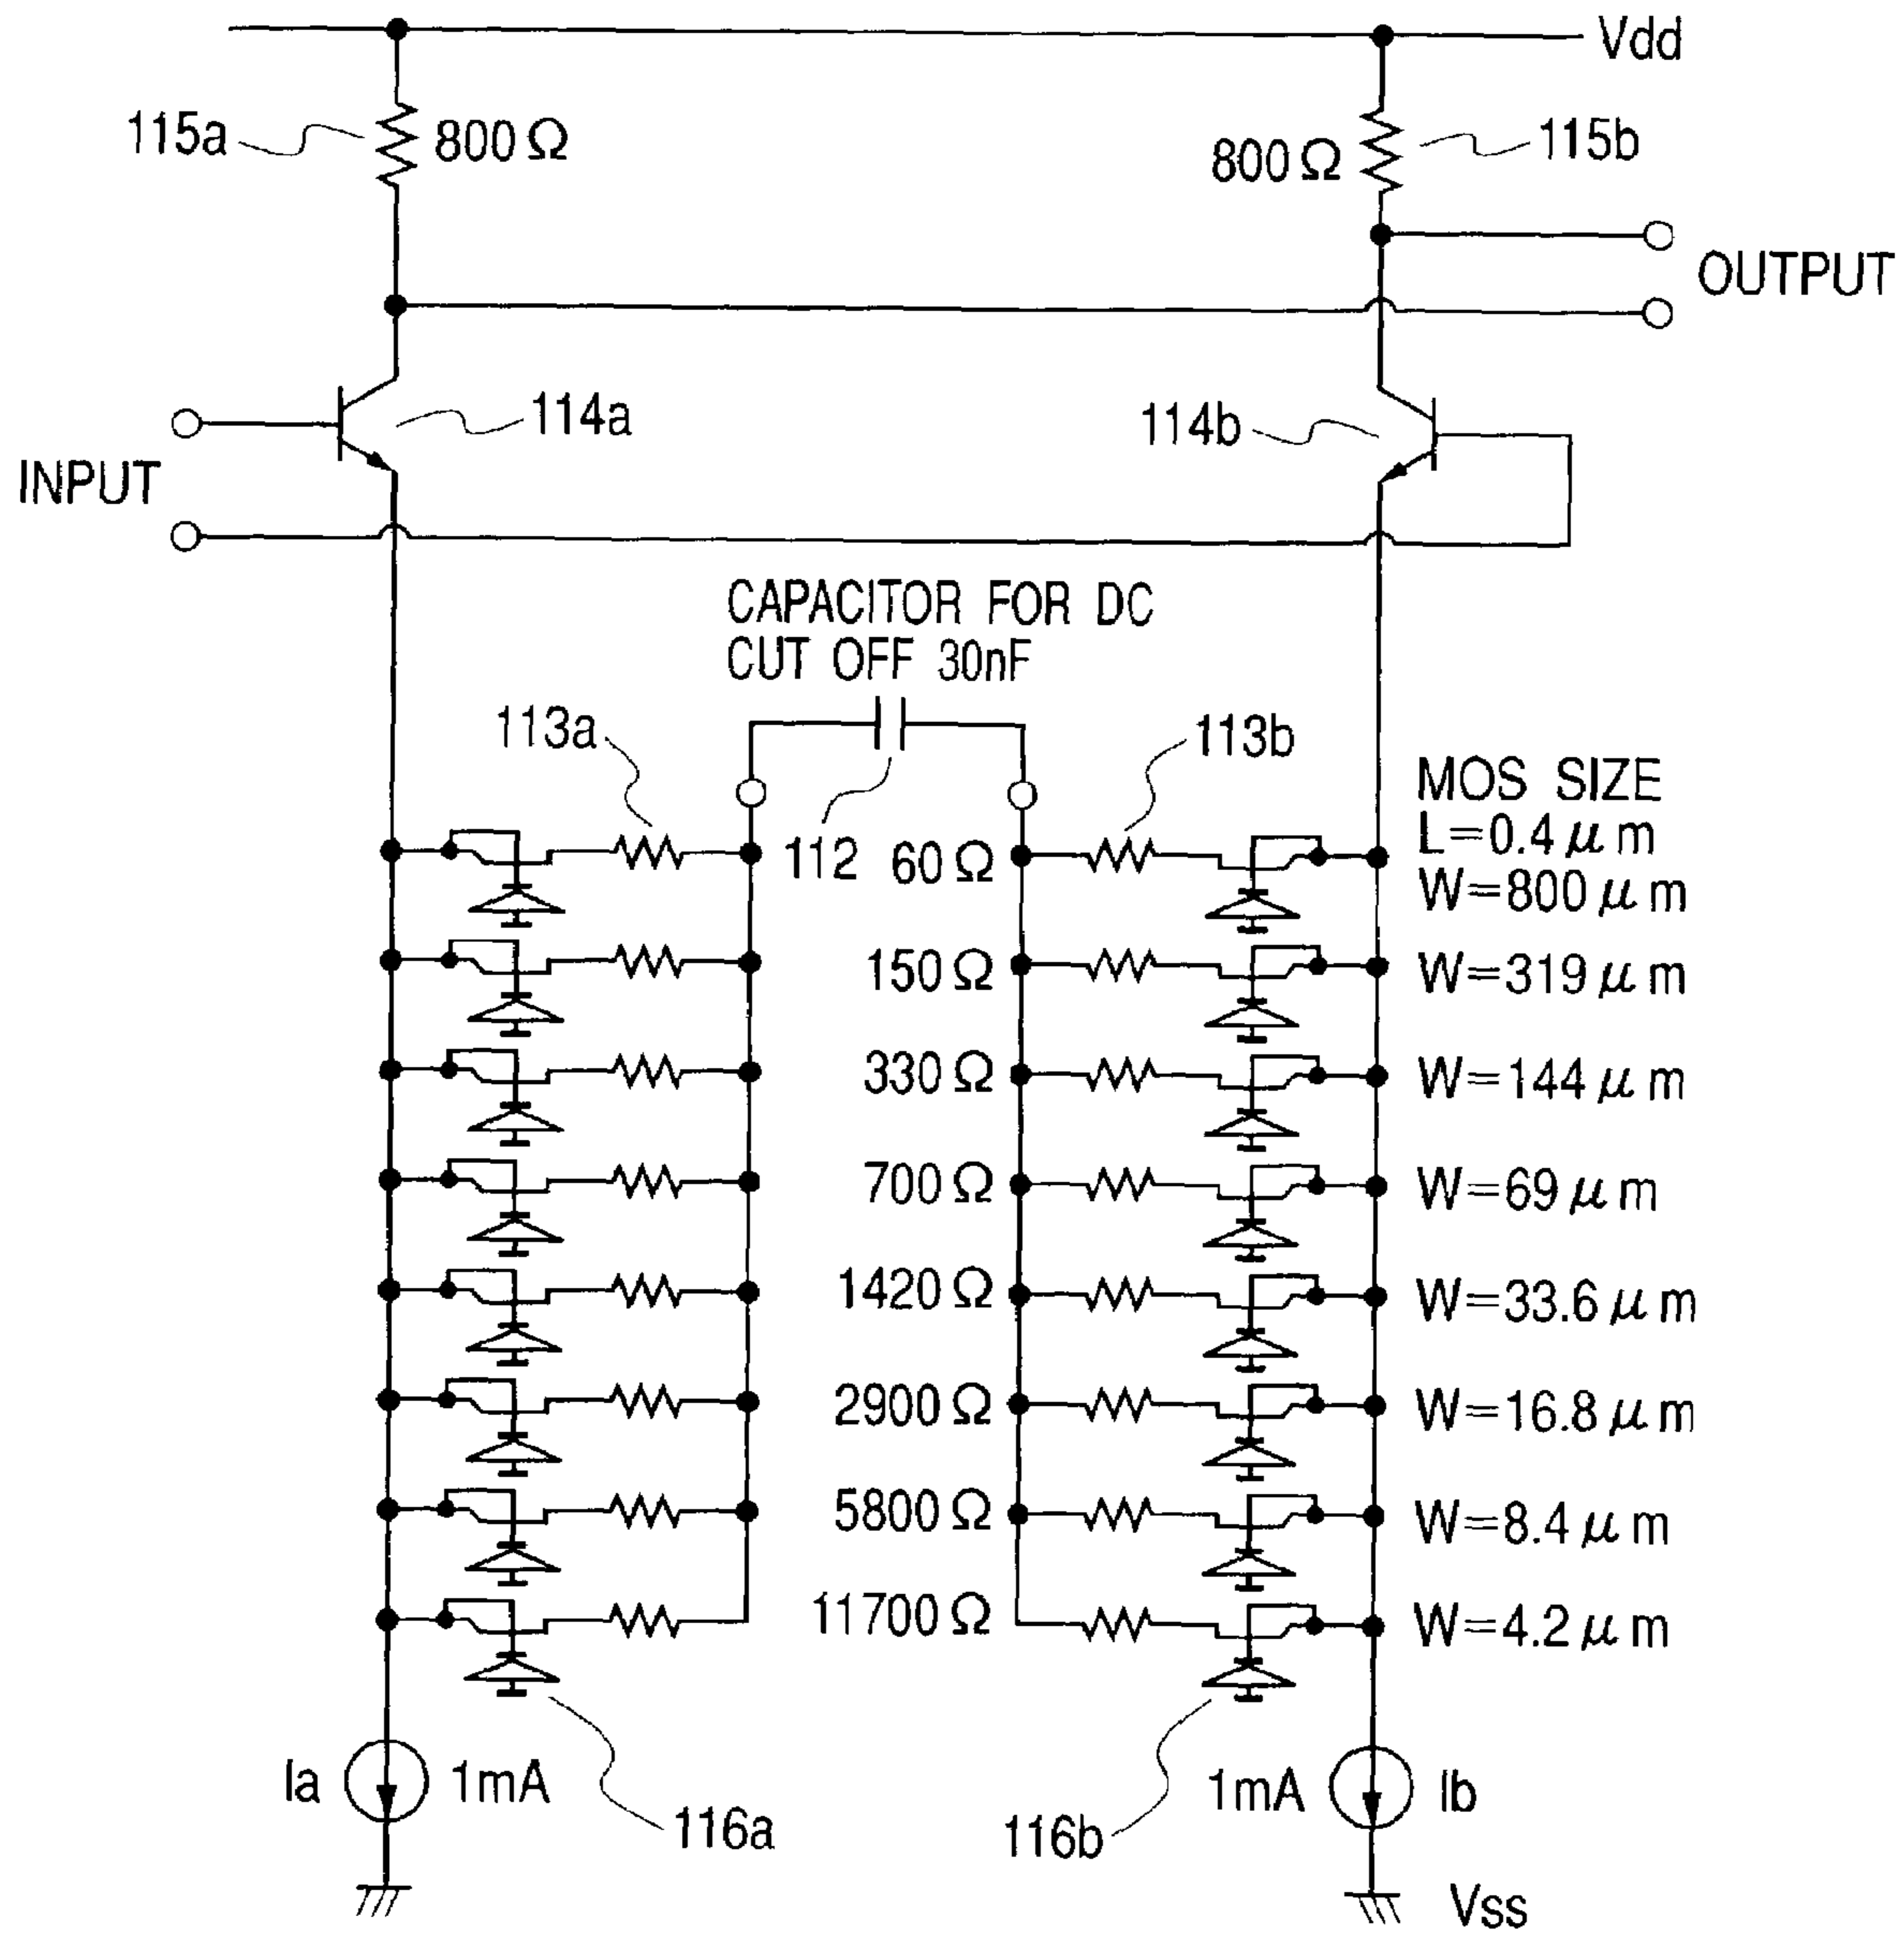 Vdd
115a
800Ω
800Ω
115b
OUTPUT
114a
114b
INPUT
CAPACITOR FOR DC
CUT OFF 30nF
113a
113b
112
MOS SIZE
L=0.4μm
60Ω
W=800μm
150Ω
W=319μm
330Ω
W=144μm
700Ω
W=69μm
1420Ω
W=33.6μm
2900Ω
W=16.8μm
5800Ω
W=8.4μm
11700Ω
W=4.2μm
Ia
1mA
1mA
Ib
116a
116b
Vss